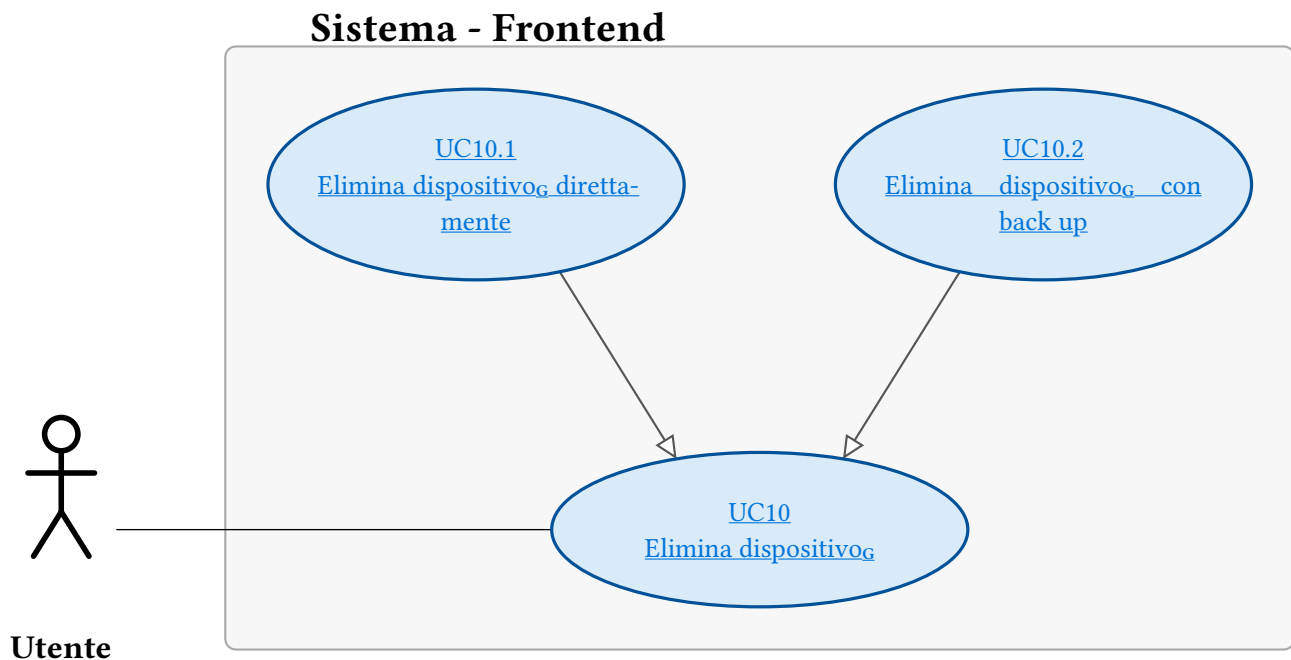 Sistema - Frontend
UC10.1
Elimina dispositivoG diretta-
mente
UC10.2
Elimina dispositivoG con
back up
UC10
Elimina dispositivoG
Utente